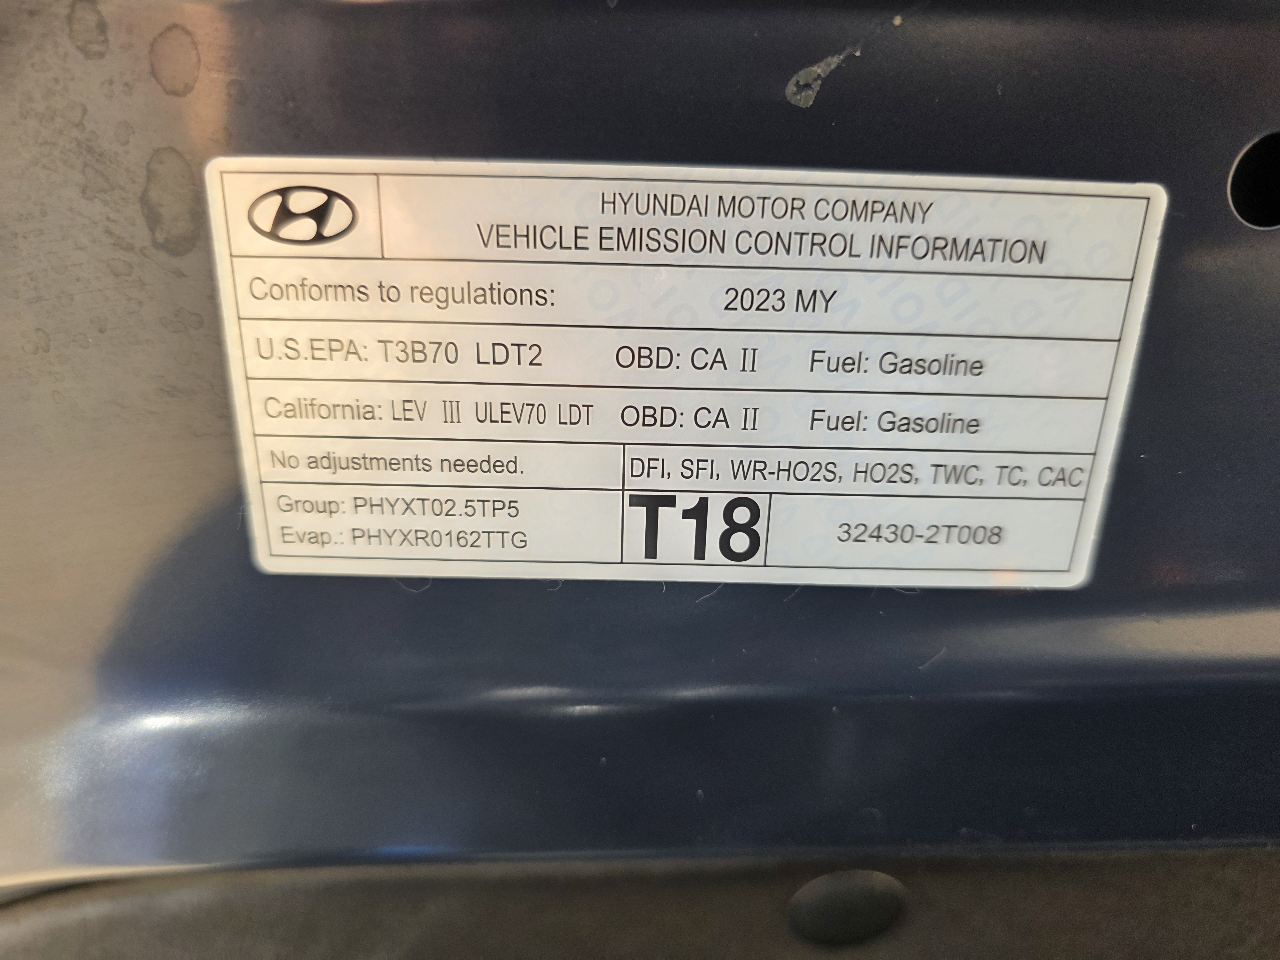 HYUNDAI MOTOR COMPANY
VEHICLE EMISSION CONTROL INFORMATION
Conforms to regulations: 2023 MY
U.S.EPA: T3B70 LDT2 OBD: CA II Fuel: Gasoline
California: LEV III ULEV70 LDT OBD: CA II Fuel: Gasoline
No adjustments needed. DFI, SFI, WR-HO2S, HO2S, TWC, TC, CAC
Group: PHYXT02.5TP5
Evap.: PHYXR0162TTG
T18 32430-2T008